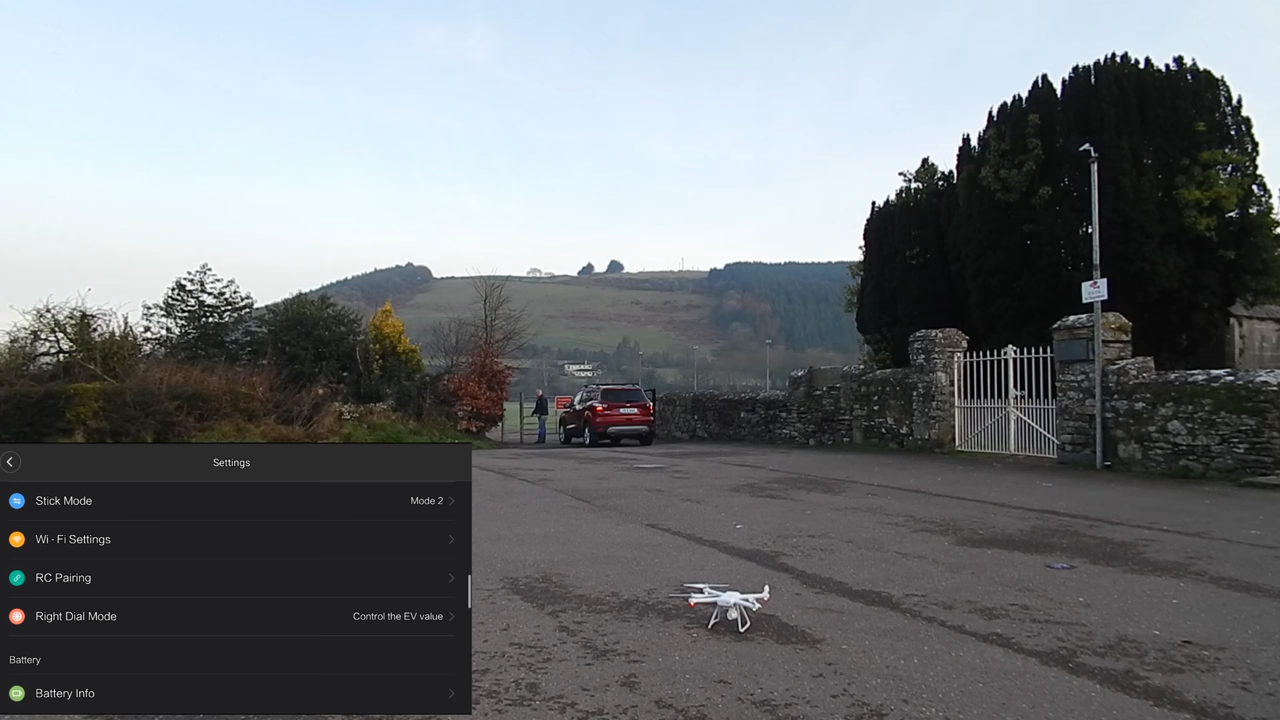 Settings
Stick Mode
Mode 2
Wi-Fi Settings
RC Pairing
Right Dial Mode
Control the EV value
Battery
Battery Info